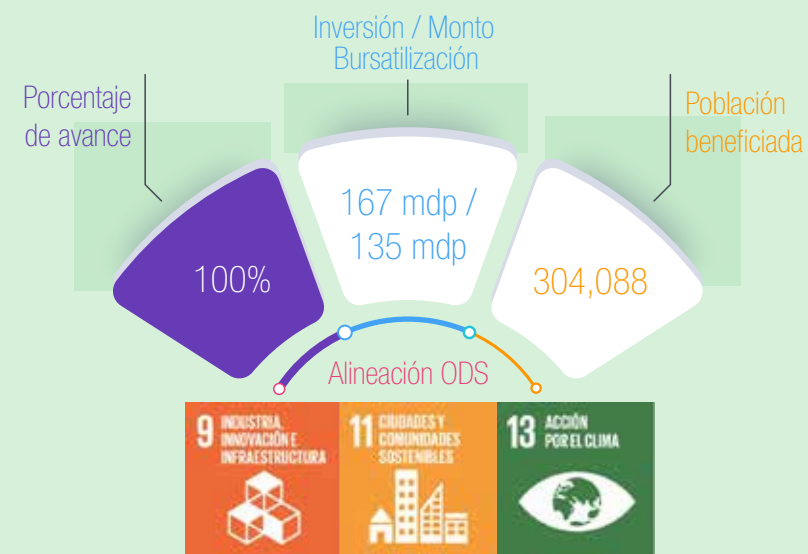 Inversión / Monto
Bursatilización
Porcentaje
de avance
Población
beneficiada
167 mdp /
135 mdp
100%
304,088
Alineación ODS
9 INDUSTRIA,
INNOVACIÓN E
INFRAESTRUCTURA
11 CIUDADES Y
COMUNIDADES
SOSTENIBLES
13 ACCIÓN
POR EL CLIMA